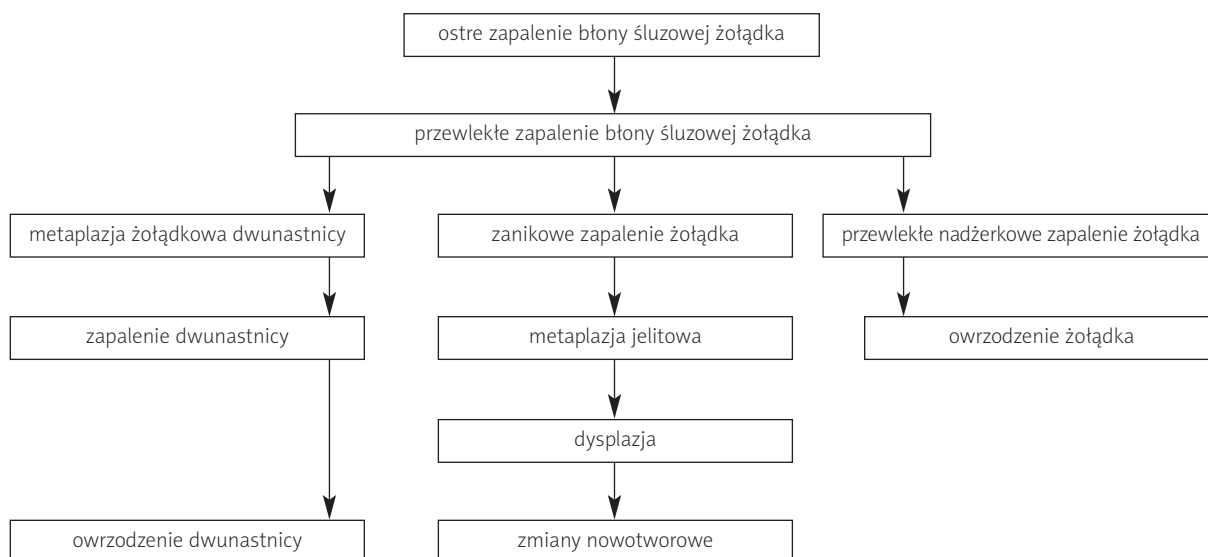 ostre zapalenie błony śluzowej żołądka
przewlekłe zapalenie błony śluzowej żołądka
metaplazja żołądkowa dwunastnicy
zanikowe zapalenie żołądka
przewlekłe nadżerkowe zapalenie żołądka
zapalenie dwunastnicy
metaplazja jelitowa
owrzodzenie żołądka
dysplazja
owrzodzenie dwunastnicy
zmiany nowotworowe